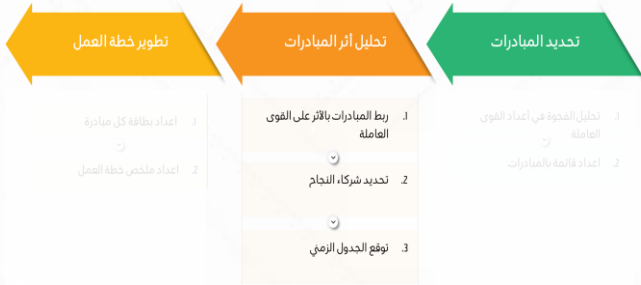 تحديد المبادرات
تحليل أثر المبادرات
تطوير خطة العمل
1. تحليل الفجوة في أعداد القوى
العاملة
2. اعداد قائمة بالمبادرات
1. ربط المبادرات بالأثر على القوى
العاملة
2. تحديد شركاء النجاح
3. توقع الجدول الزمني
1. اعداد بطاقة كل مبادرة
2. اعداد ملخص خطة العمل